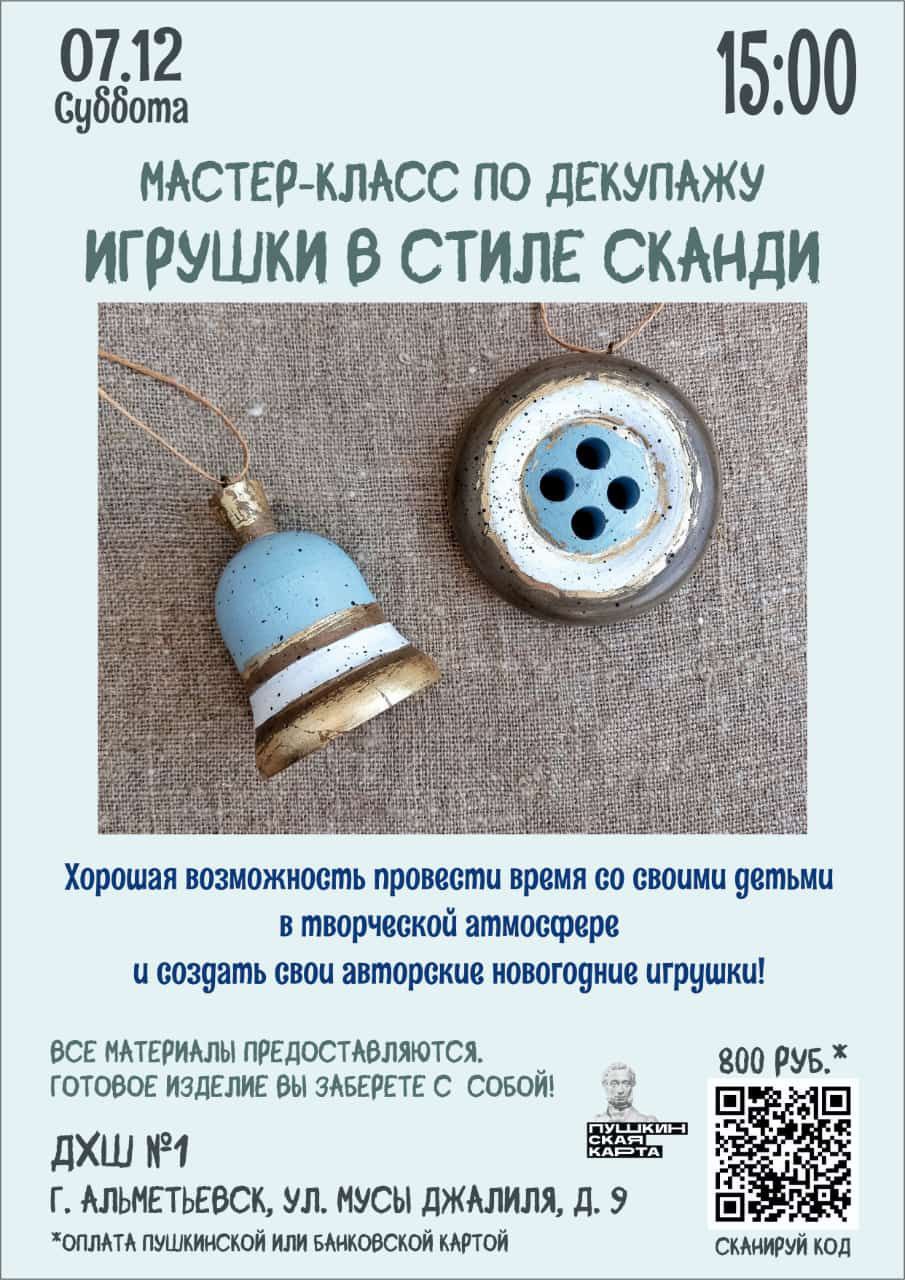 07.12
Суббота
15:00
МАСТЕР-КЛАСС ПО ДЕКУПАЖУ
ИГРУШКИ В СТИЛЕ СКАНДИ
Хорошая возможность провести время со своими детьми
в творческой атмосфере
и создать свои авторские новогодние игрушки!
ВСЕ МАТЕРИАЛЫ ПРЕДОСТАВЛЯЮТСЯ.
ГОТОВОЕ ИЗДЕЛИЕ ВЫ ЗАБЕРЕТЕ С СОБОЙ!
ПУШКИН
СКАЯ
КАРТА
800 РУБ.*
ДХШ №1
Г. АЛЬМЕТЬЕВСК, УЛ. МУСЫ ДЖАЛИЛЯ, Д. 9
*ОПЛАТА ПУШКИНСКОЙ ИЛИ БАНКОВСКОЙ КАРТОЙ
СКАНИРУЙ КОД